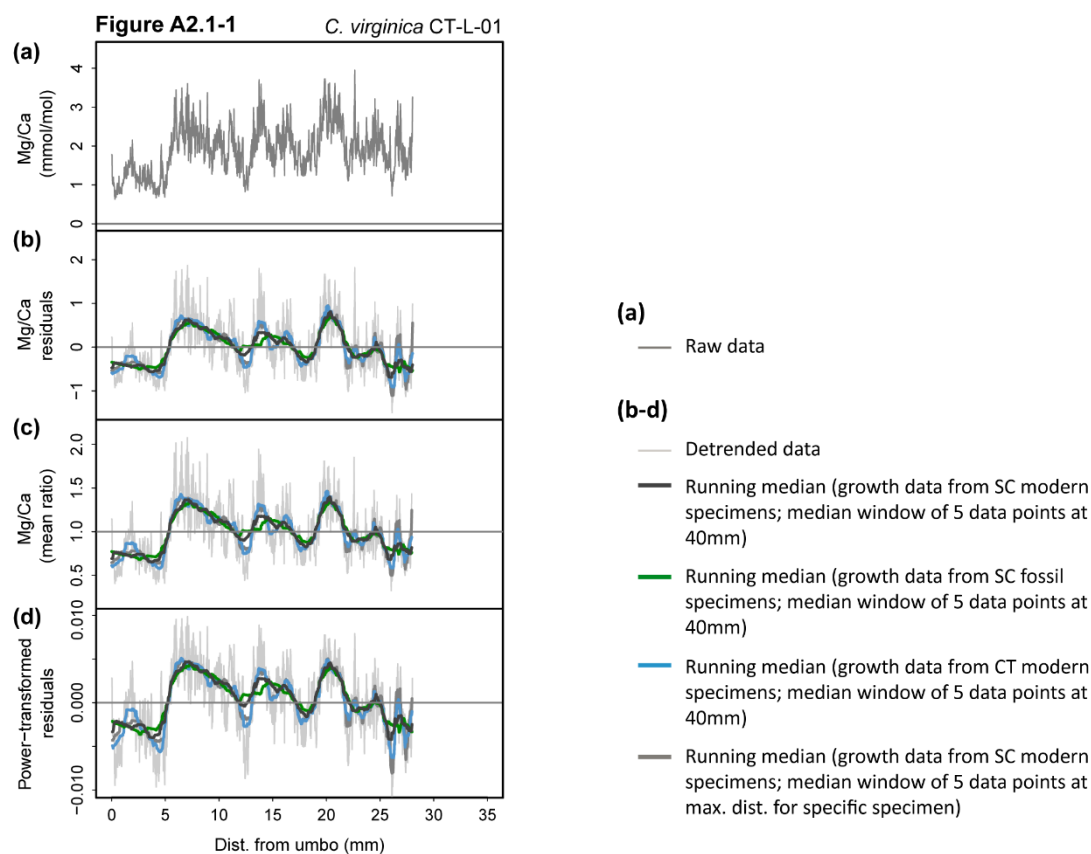 Figure A2.1-1
C. virginica CT-L-01
(a)
Mg/Ca
(mmol/mol)
4
3
2
1
0
(b)
Mg/Ca
residuals
2
1
0
−1
(c)
Mg/Ca
(mean ratio)
2.0
1.5
1.0
0.5
(d)
Power−transformed
residuals
0.010
0.000
−0.010
0 5 10 15 20 25 30 35
Dist. from umbo (mm)
(a)
Raw data
(b-d)
Detrended data
Running median (growth data from SC modern
specimens; median window of 5 data points at
40mm)
Running median (growth data from SC fossil
specimens; median window of 5 data points at
40mm)
Running median (growth data from CT modern
specimens; median window of 5 data points at
40mm)
Running median (growth data from SC modern
specimens; median window of 5 data points at
max. dist. for specific specimen)